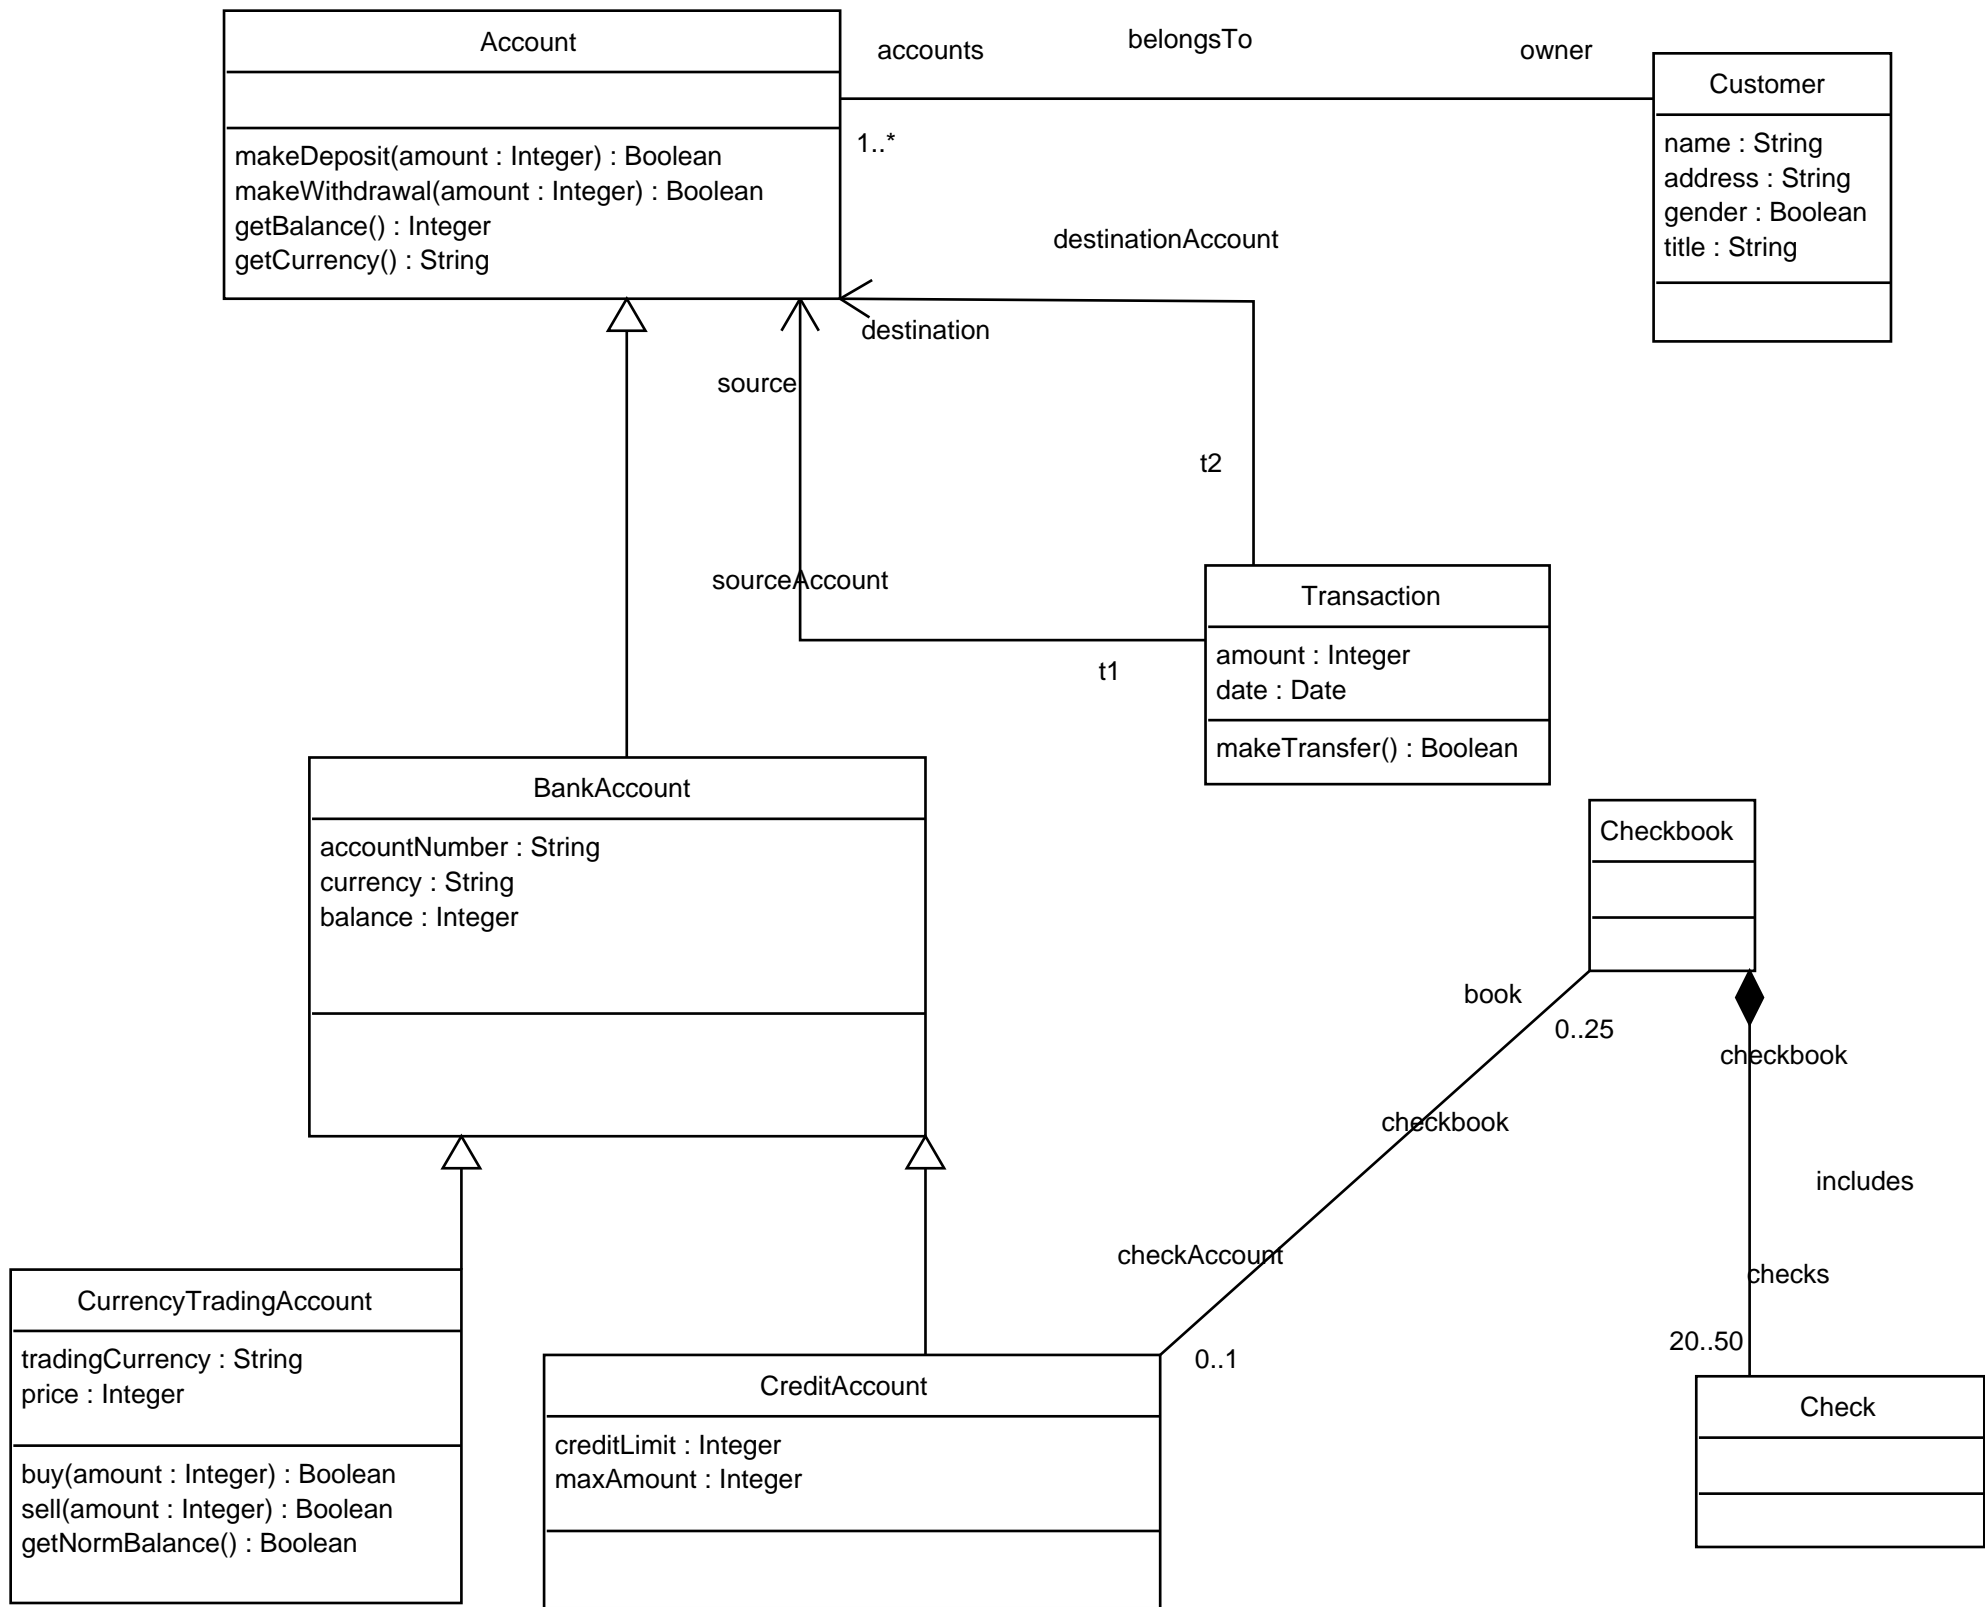 Account
makeDeposit(amount : Integer) : Boolean
makeWithdrawal(amount : Integer) : Boolean
getBalance() : Integer
getCurrency() : String
accounts
belongsTo
owner
1..*
Customer
name : String
address : String
gender : Boolean
title : String
destinationAccount
destination
source
t2
sourceAccount
t1
Transaction
amount : Integer
date : Date
makeTransfer() : Boolean
BankAccount
accountNumber : String
currency : String
balance : Integer
Checkbook
book
0..25
checkbook
checkbook
includes
checkAccount
checks
0..1
20..50
CurrencyTradingAccount
tradingCurrency : String
price : Integer
buy(amount : Integer) : Boolean
sell(amount : Integer) : Boolean
getNormBalance() : Boolean
CreditAccount
creditLimit : Integer
maxAmount : Integer
Check